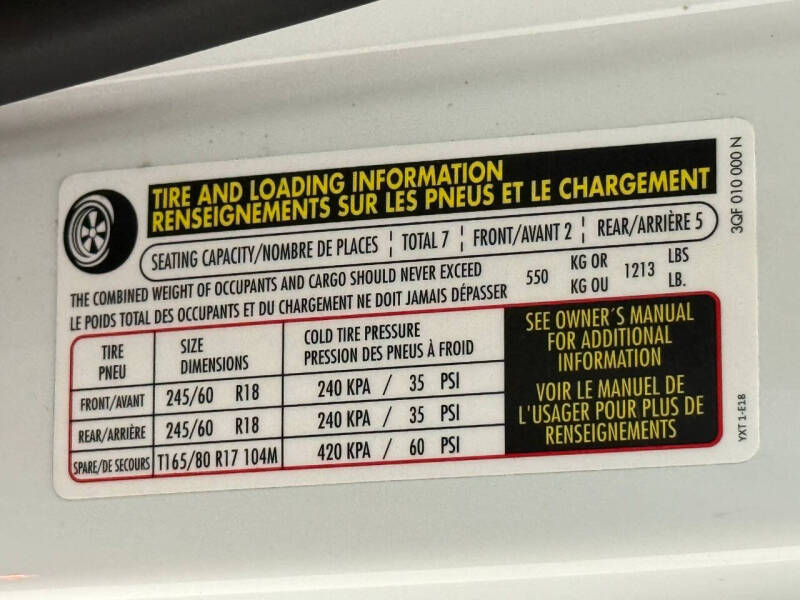 TIRE AND LOADING INFORMATION
RENSEIGNEMENTS SUR LES PNEUS ET LE CHARGEMENT
SEATING CAPACITY/NOMBRE DE PLACES ¦ TOTAL 7 ¦ FRONT/AVANT 2 ¦ REAR/ARRIÈRE 5
THE COMBINED WEIGHT OF OCCUPANTS AND CARGO SHOULD NEVER EXCEED 550 KG OR 1213 LBS
LE POIDS TOTAL DES OCCUPANTS ET DU CHARGEMENT NE DOIT JAMAIS DÉPASSER KG OU LB.
TIRE SIZE COLD TIRE PRESSURE
PNEU DIMENSIONS PRESSION DES PNEUS À FROID
FRONT/AVANT 245/60 R18 240 KPA / 35 PSI
REAR/ARRIÈRE 245/60 R18 240 KPA / 35 PSI
SPARE/DE SECOURS T165/80 R17 104M 420 KPA / 60 PSI
SEE OWNER'S MANUAL
FOR ADDITIONAL
INFORMATION
VOIR LE MANUEL DE
L'USAGER POUR PLUS DE
RENSEIGNEMENTS
3QF 010 000 N
YXT 1-E18